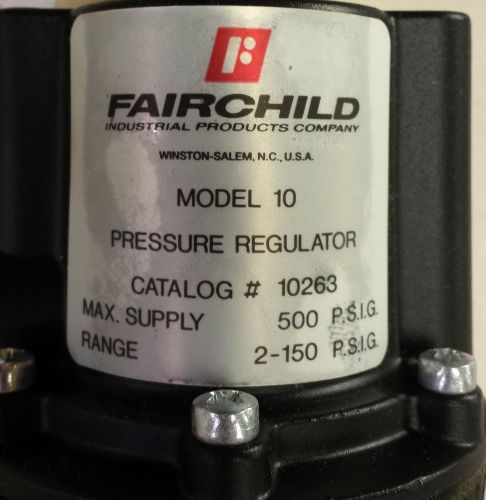 FAIRCHILD
INDUSTRIAL PRODUCTS COMPANY
WINSTON-SALEM, N.C., U.S.A.
MODEL 10
PRESSURE REGULATOR
CATALOG # 10263
MAX. SUPPLY 500 P.S.I.G.
RANGE 2-150 P.S.I.G.